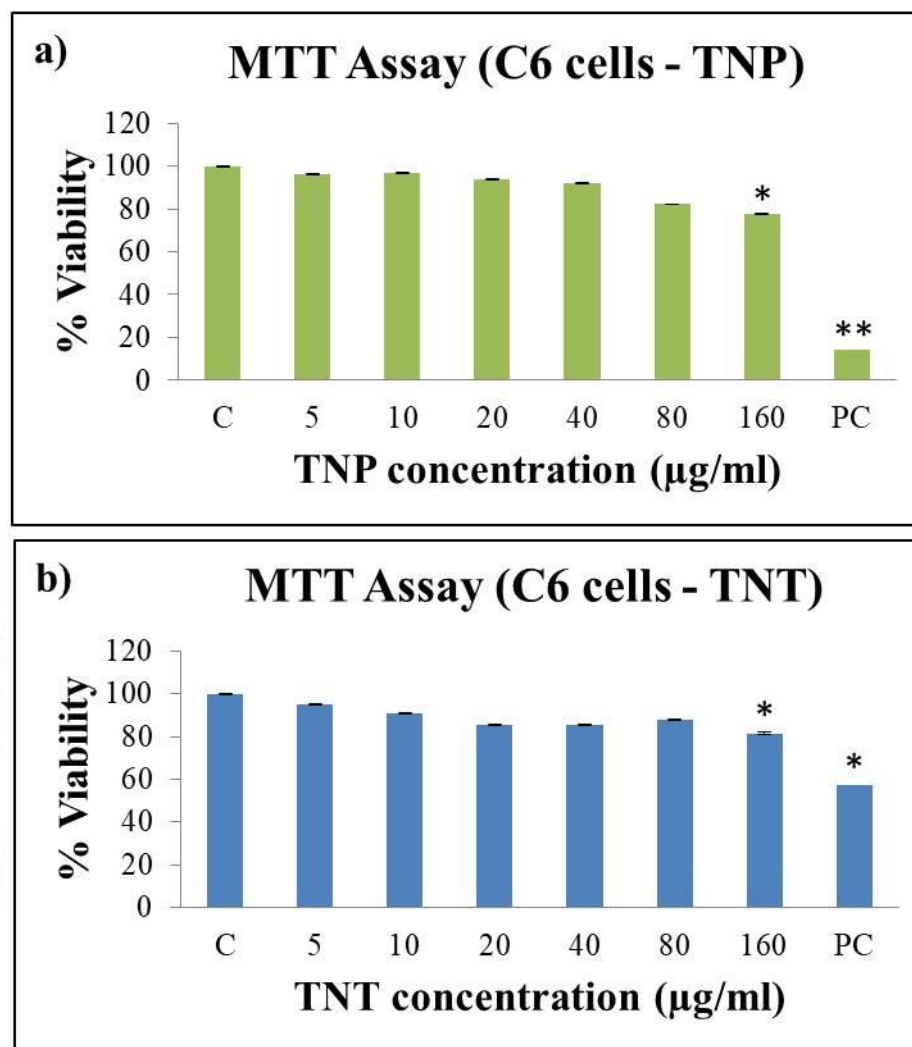 a)
MTT Assay (C6 cells - TNP)
120
100
80
60
40
20
0
% Viability
*
**
C 5 10 20 40 80 160 PC
TNP concentration (µg/ml)
b)
MTT Assay (C6 cells - TNT)
120
100
80
60
40
20
0
% Viability
*
*
C 5 10 20 40 80 160 PC
TNT concentration (µg/ml)